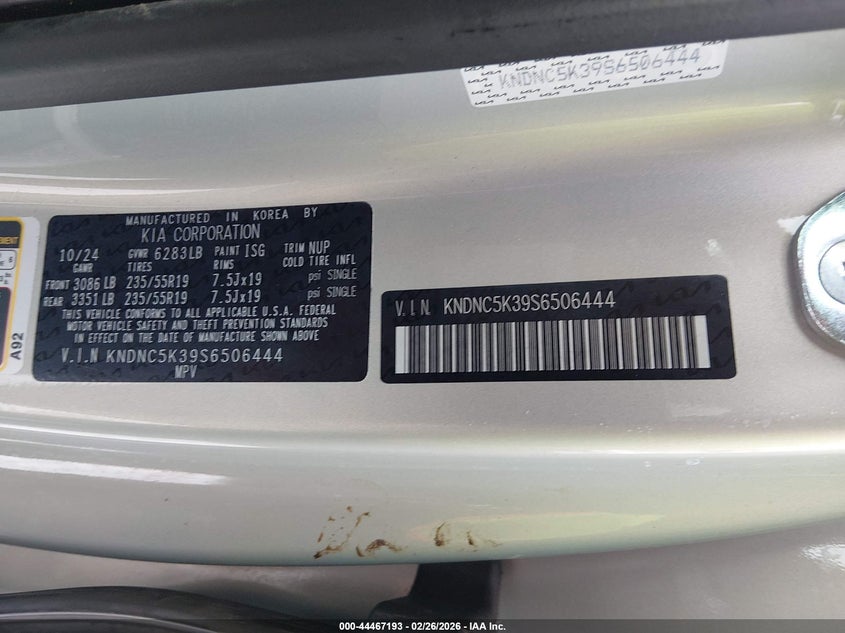 KNDNC5K39S6506444
MANUFACTURED IN KOREA BY
KIA CORPORATION
10/24 GVWR 6283LB PAINT ISG TRIM NUP
GAWR TIRES RIMS COLD TIRE INFL
FRONT 3086 LB 235/55R19 7.5Jx19 psi SINGLE
REAR 3351 LB 235/55R19 7.5Jx19 psi SINGLE
THIS VEHICLE CONFORMS TO ALL APPLICABLE U.S.A. FEDERAL
MOTOR VEHICLE SAFETY AND THEFT PREVENTION STANDARDS
IN EFFECT ON THE DATE OF MANUFACTURE SHOWN ABOVE
V.I.N KNDNC5K39S6506444
MPV
A92
V.I.N. KNDNC5K39S6506444
000-44467193 - 02/26/2026 - IAA Inc.